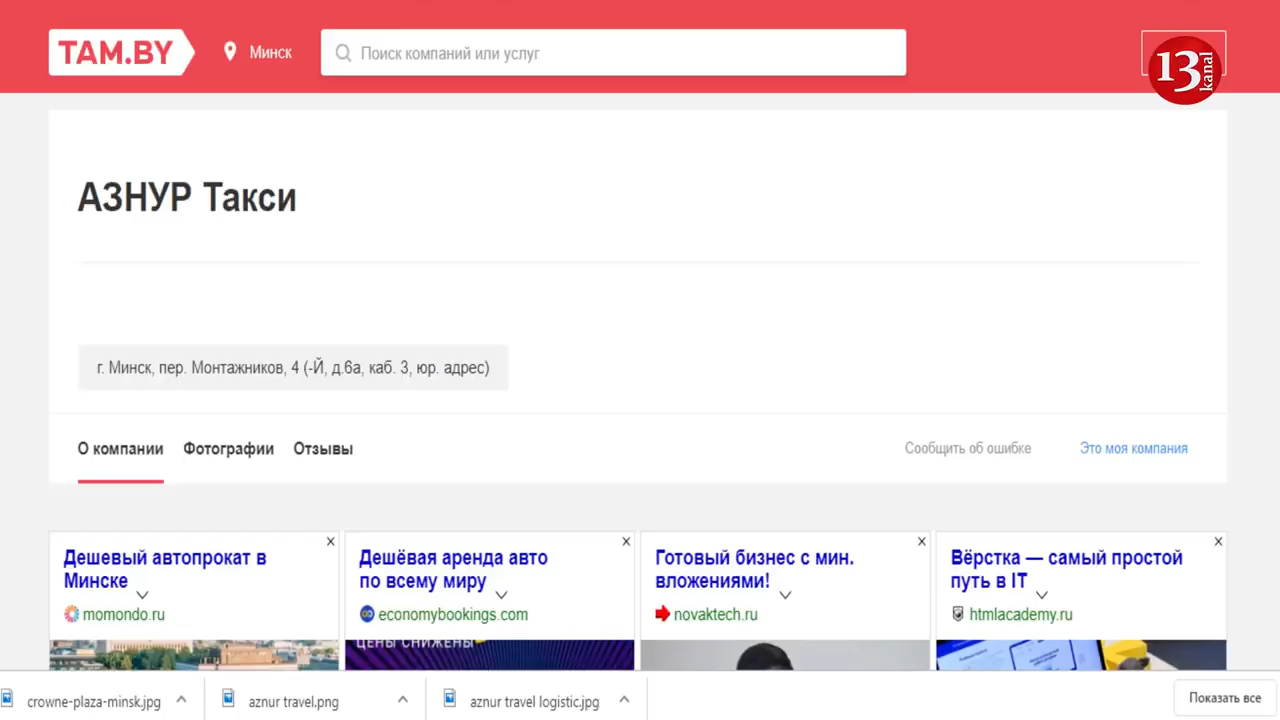 TAM.BY
Минск
Поиск компаний или услуг
13 kanal
АЗНУР Такси
г. Минск, пер. Монтажников, 4 (-Й, д.6а, каб. 3, юр. адрес)
О компании
Фотографии
Отзывы
Сообщить об ошибке
Это моя компания
Дешевый автопрокат в
Минске
momondo.ru
Дешёвая аренда авто
по всему миру
economybookings.com
ЦЕНЫ СНИЖЕНЫ
Готовый бизнес с мин.
вложениями!
novaktech.ru
Вёрстка — самый простой
путь в IT
htmlacademy.ru
crowne-plaza-minsk.jpg
aznur travel.png
aznur travel logistic.jpg
Показать все